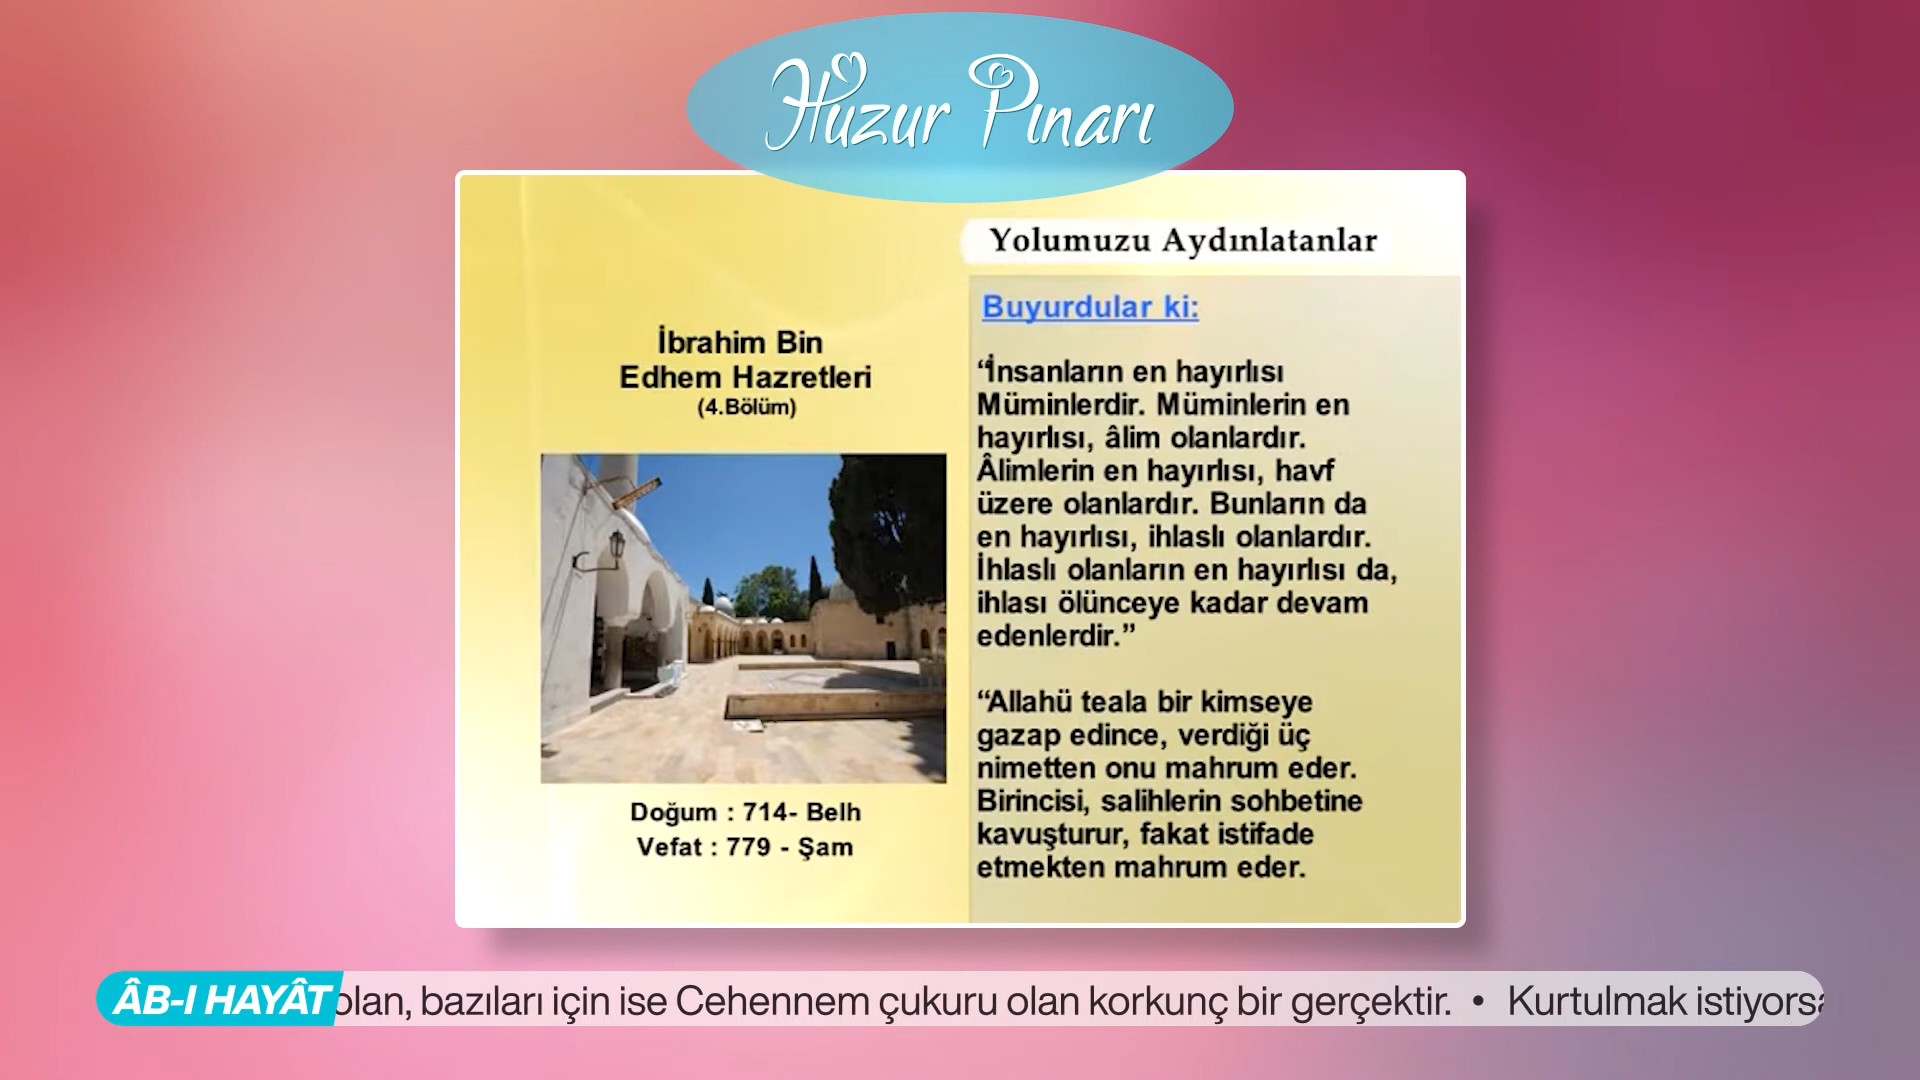 Huzur Pınarı
Yolumuzu Aydınlatanlar
İbrahim Bin
Edhem Hazretleri
(4.Bölüm)
Doğum : 714- Belh
Vefat : 779 - Şam
Buyurdular ki:
“İnsanların en hayırlısı
Müminlerdir. Müminlerin en
hayırlısı, âlim olanlardır.
Âlimlerin en hayırlısı, havf
üzere olanlardır. Bunların da
en hayırlısı, ihlaslı olanlardır.
İhlaslı olanların en hayırlısı da,
ihlası ölünceye kadar devam
edenlerdir.”
“Allahü teala bir kimseye
gazap edince, verdiği üç
nimetten onu mahrum eder.
Birincisi, salihlerin sohbetine
kavuşturur, fakat istifade
etmekten mahrum eder.
ÂB-I HAYÂT olan, bazıları için ise Cehennem çukuru olan korkunç bir gerçektir. • Kurtulmak